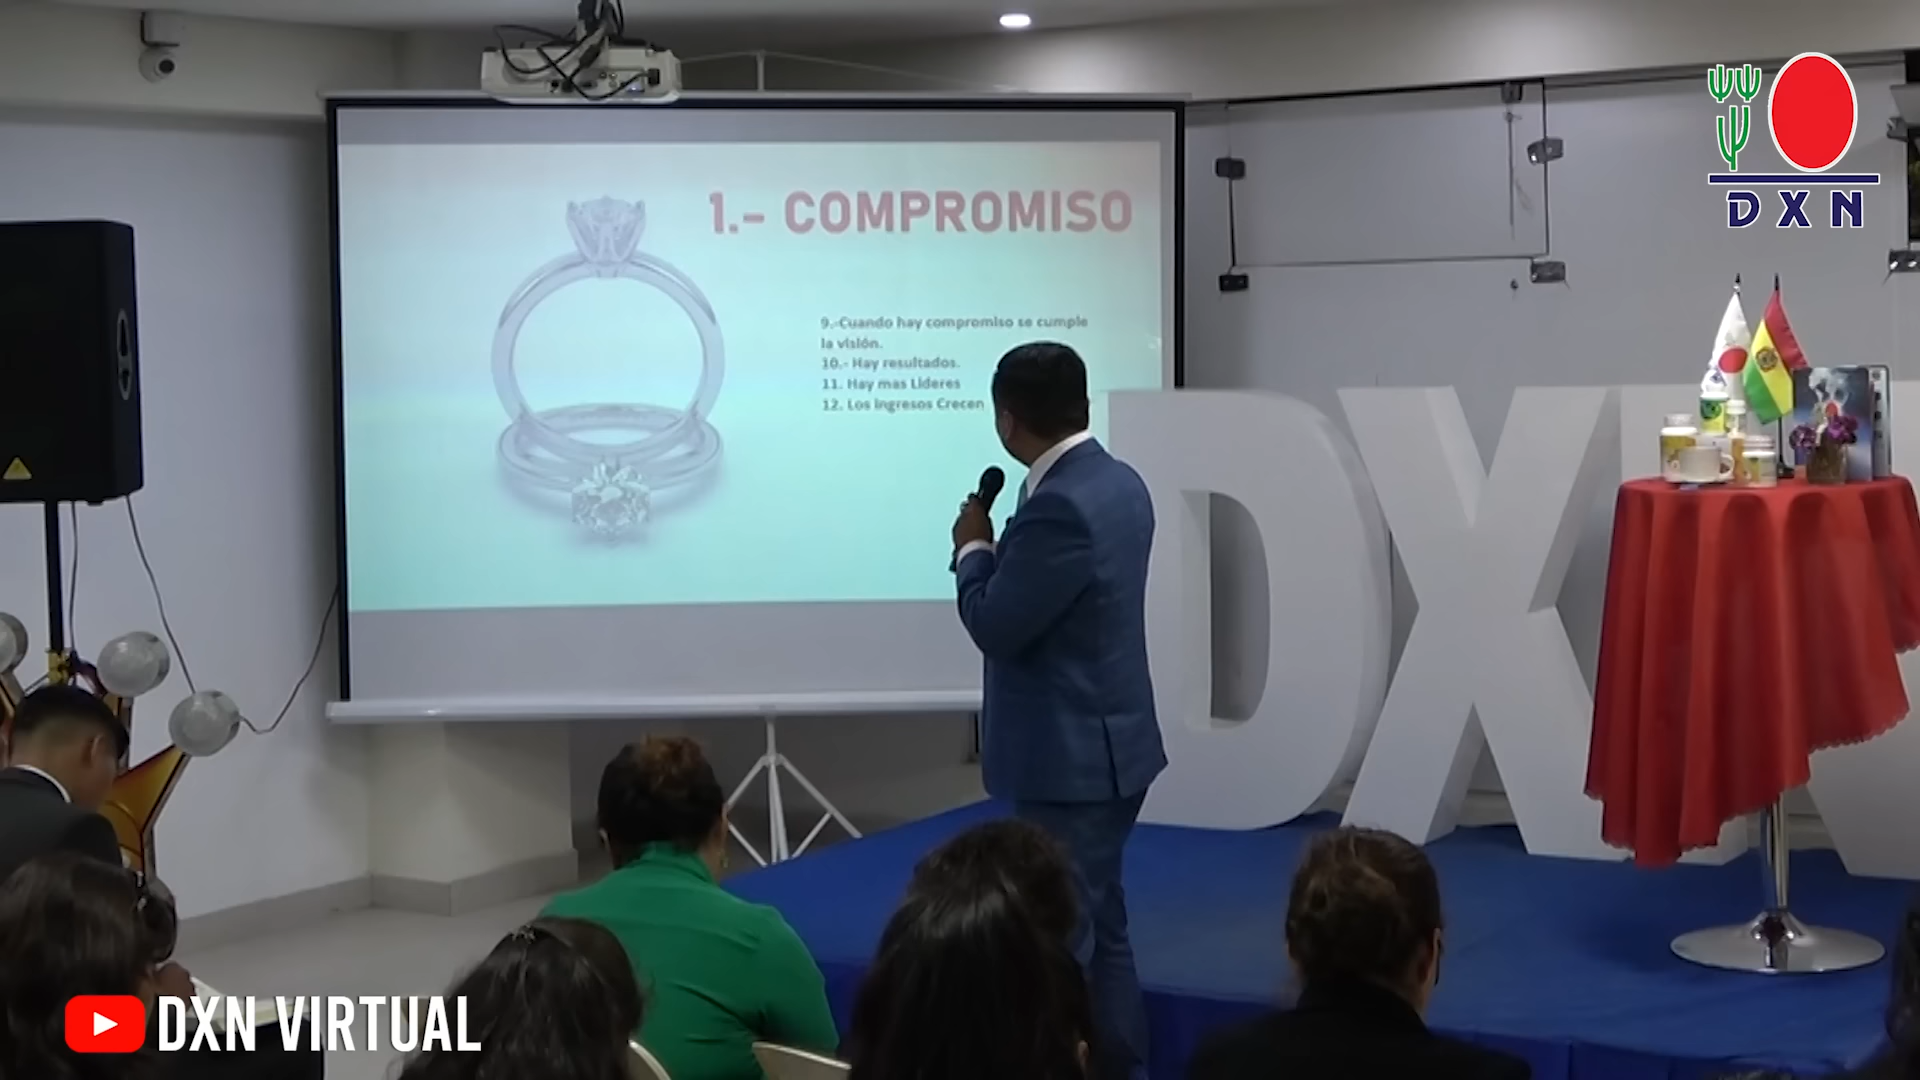 1.- COMPROMISO
9.-Cuando hay compromiso se cumple
la visión.
10.- Hay resultados.
11. Hay mas Lideres
12. Los Ingresos Crecen
DXN
DX
DXN VIRTUAL